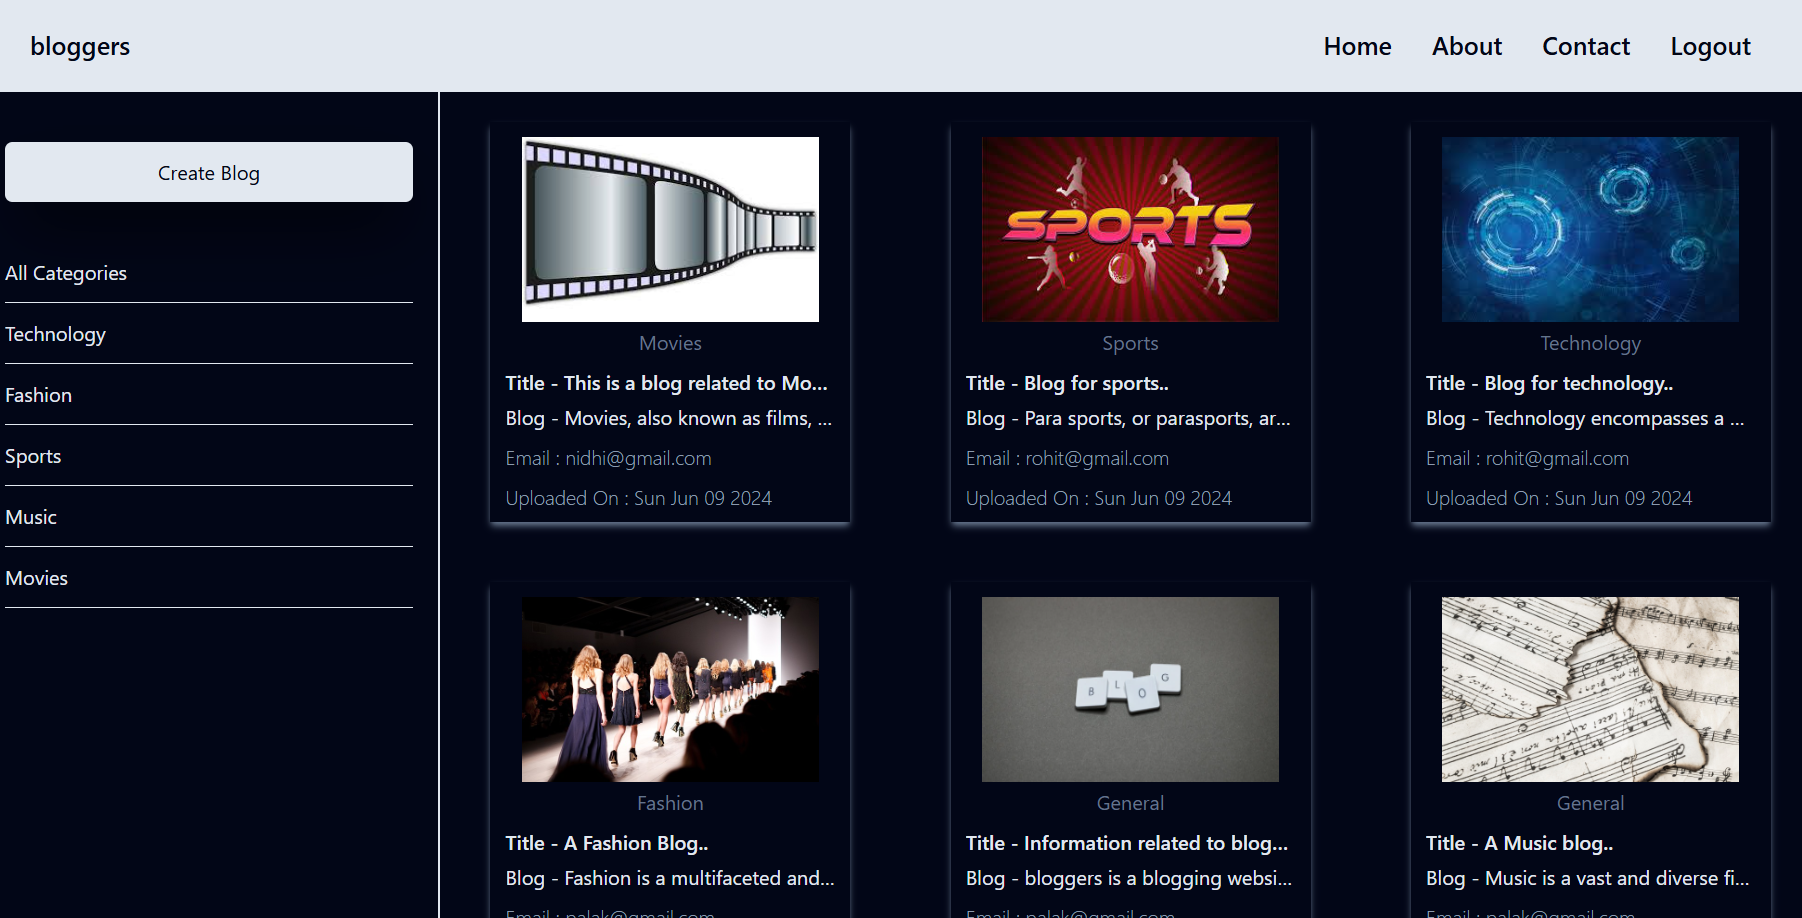 bloggers
Home About Contact Logout
Create Blog
All Categories
Technology
Fashion
Sports
Music
Movies
Movies
Title - This is a blog related to Mo...
Blog - Movies, also known as films, ...
Email : nidhi@gmail.com
Uploaded On : Sun Jun 09 2024
SPORTS
Sports
Title - Blog for sports..
Blog - Para sports, or parasports, ar...
Email : rohit@gmail.com
Uploaded On : Sun Jun 09 2024
Technology
Title - Blog for technology..
Blog - Technology encompasses a ...
Email : rohit@gmail.com
Uploaded On : Sun Jun 09 2024
Fashion
Title - A Fashion Blog..
Blog - Fashion is a multifaceted and...
Email : palak@gmail.com
BLOG
General
Title - Information related to blog...
Blog - bloggers is a blogging websi...
Email : palak@gmail.com
General
Title - A Music blog..
Blog - Music is a vast and diverse fi...
Email : palak@gmail.com